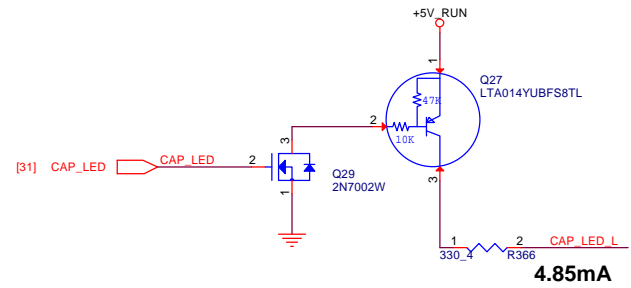 +5V_RUN
1
Q27
LTA014YUBFS8TL
47K
2
10K
3
[31] CAP_LED
CAP_LED
2
Q29
2N7002W
1
3
1
2
CAP_LED_L
330_4
R366
4.85mA